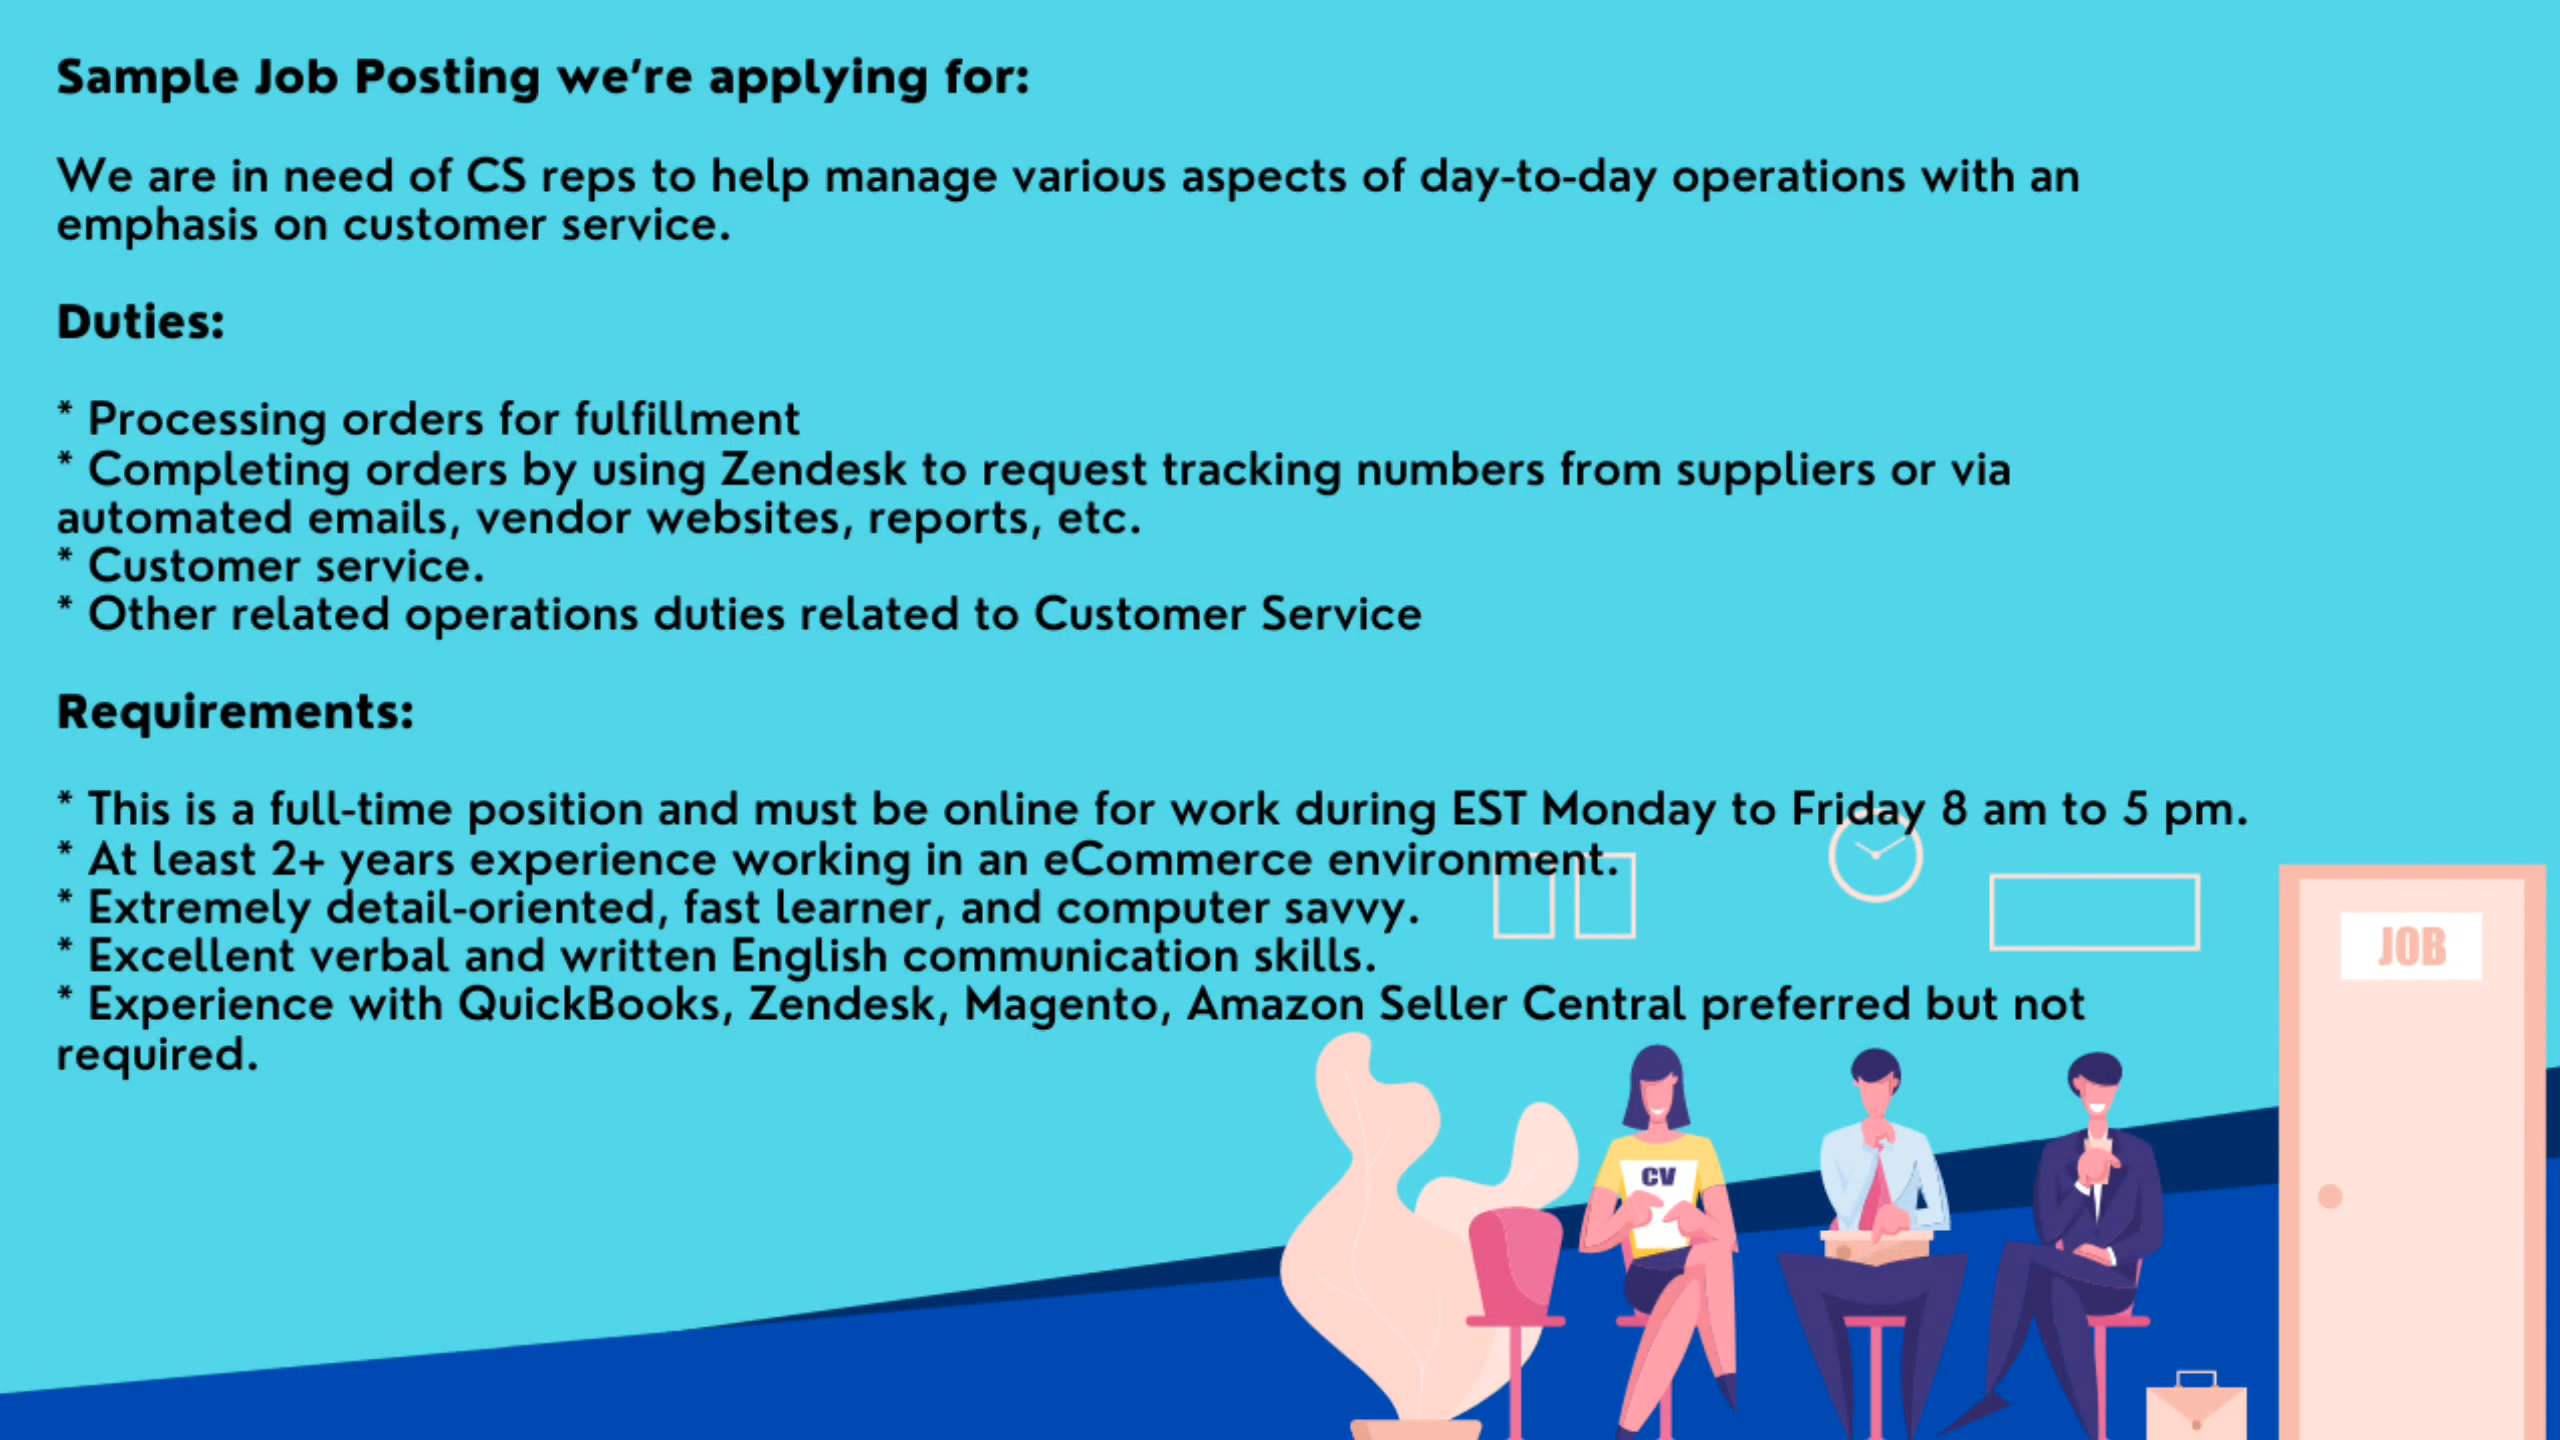 Sample Job Posting we're applying for:
We are in need of CS reps to help manage various aspects of day-to-day operations with an
emphasis on customer service.
Duties:
* Processing orders for fulfillment
* Completing orders by using Zendesk to request tracking numbers from suppliers or via
automated emails, vendor websites, reports, etc.
* Customer service.
* Other related operations duties related to Customer Service
Requirements:
* This is a full-time position and must be online for work during EST Monday to Friday 8 am to 5 pm.
* At least 2+ years experience working in an eCommerce environment.
* Extremely detail-oriented, fast learner, and computer savvy.
* Excellent verbal and written English communication skills.
* Experience with QuickBooks, Zendesk, Magento, Amazon Seller Central preferred but not
required.
JOB
CV